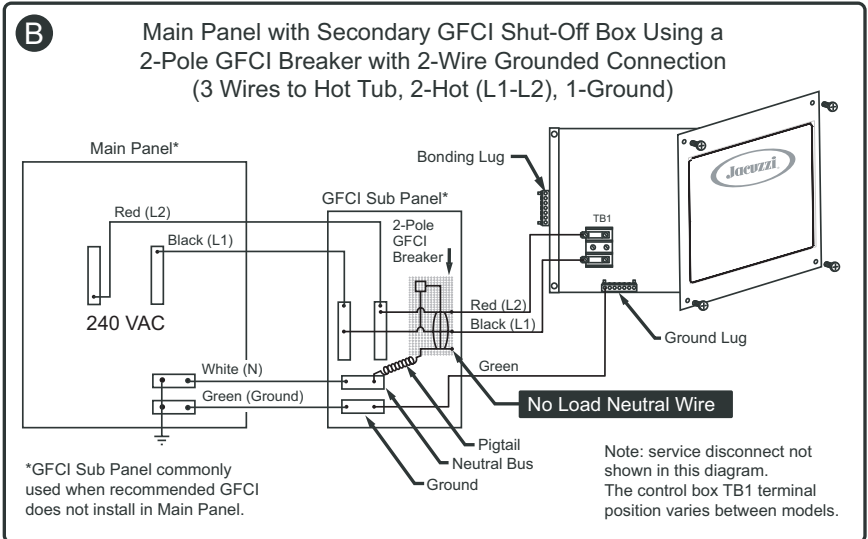 B
Main Panel with Secondary GFCI Shut-Off Box Using a
2-Pole GFCI Breaker with 2-Wire Grounded Connection
(3 Wires to Hot Tub, 2-Hot (L1-L2), 1-Ground)
Main Panel*
Red (L2)
Black (L1)
240 VAC
White (N)
Green (Ground)
GFCI Sub Panel*
2-Pole
GFCI
Breaker
Bonding Lug
TB1
Jacuzzi
Red (L2)
Black (L1)
Green
Ground Lug
No Load Neutral Wire
Pigtail
Neutral Bus
Ground
*GFCI Sub Panel commonly
used when recommended GFCI
does not install in Main Panel.
Note: service disconnect not
shown in this diagram.
The control box TB1 terminal
position varies between models.